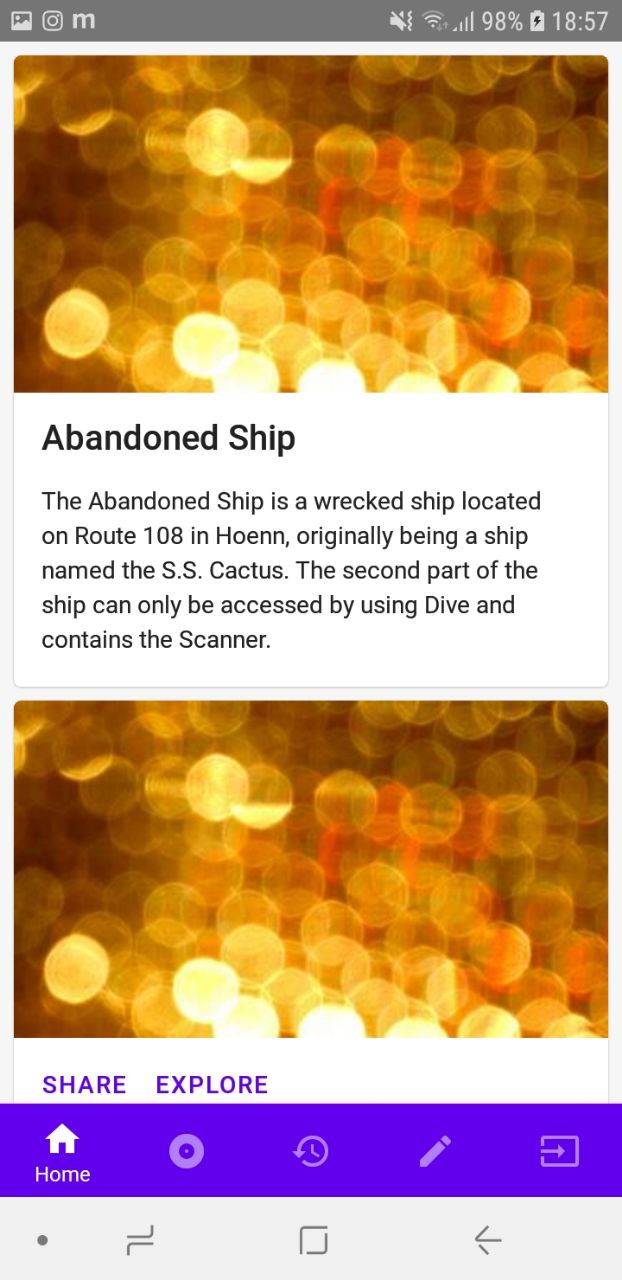 m 98% 18:57
Abandoned Ship
The Abandoned Ship is a wrecked ship located
on Route 108 in Hoenn, originally being a ship
named the S.S. Cactus. The second part of the
ship can only be accessed by using Dive and
contains the Scanner.
SHARE EXPLORE
Home